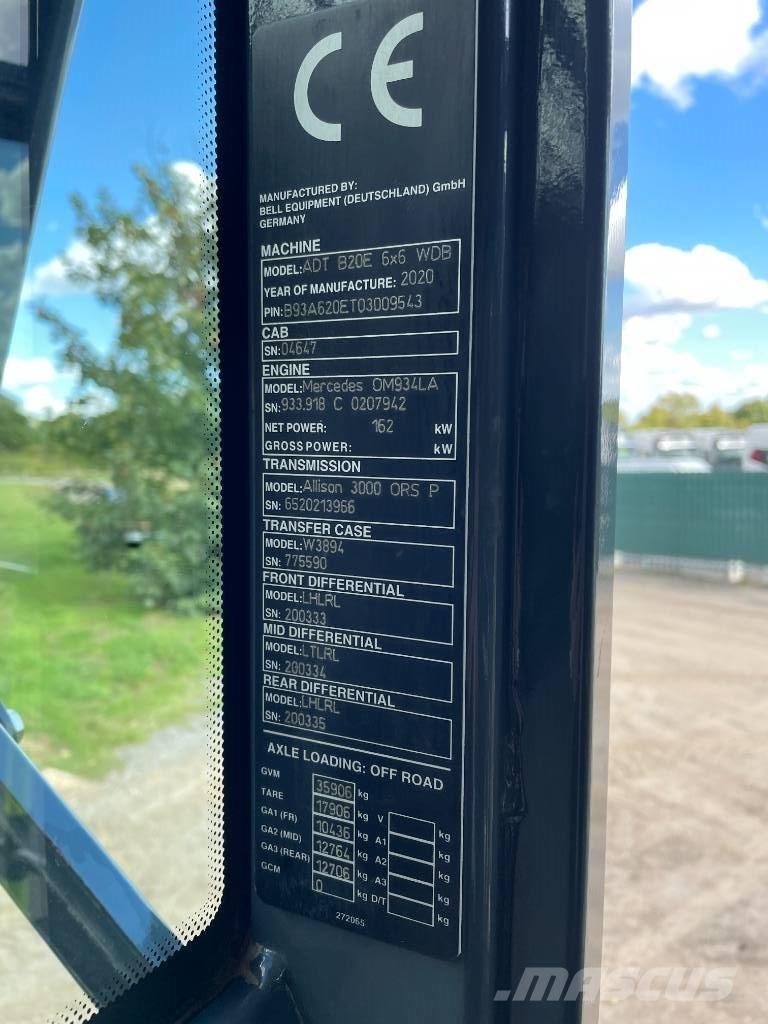 CE
MANUFACTURED BY:
BELL EQUIPMENT (DEUTSCHLAND) GmbH
GERMANY
MACHINE
MODEL: ADT B20E 6x6 WDB
YEAR OF MANUFACTURE: 2020
PIN: B93A620ET03009543
CAB
SN: 04647
ENGINE
MODEL: Mercedes OM934LA
SN: 933.918 C 0207942
NET POWER: 162 kW
GROSS POWER: kW
TRANSMISSION
MODEL: Allison 3000 ORS P
SN: 6520213966
TRANSFER CASE
MODEL: W3894
SN: 775590
FRONT DIFFERENTIAL
MODEL: LHLRL
SN: 200333
MID DIFFERENTIAL
MODEL: LTLRL
SN: 200334
REAR DIFFERENTIAL
MODEL: LHLRL
SN: 200335
AXLE LOADING: OFF ROAD
GVM 35906 kg
TARE 17906 kg V kg
GA1 (FR) 10436 kg A1 kg
GA2 (MID) 12764 kg A2 kg
GA3 (REAR) 12706 kg A3 kg
GCM 0 kg D/T kg
272065
MASCUS